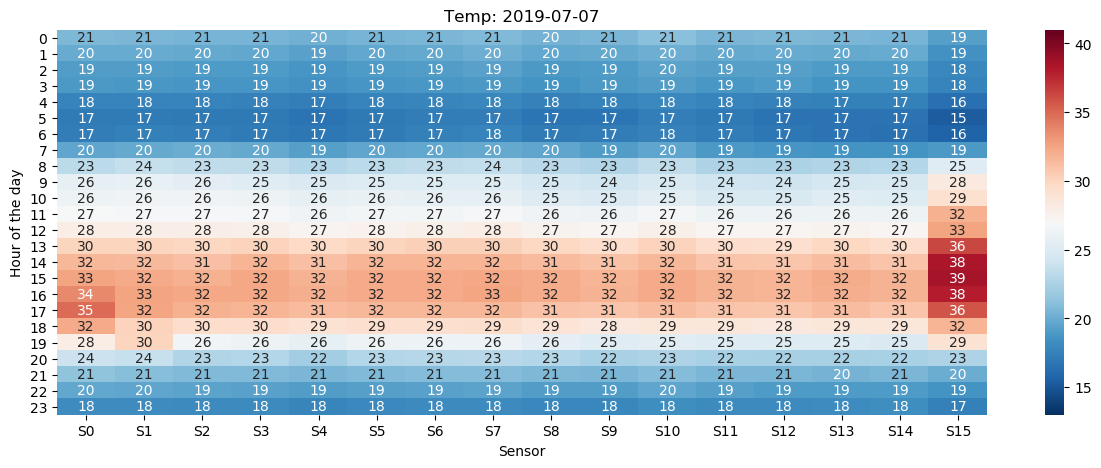 Temp: 2019-07-07
0 21 21 21 21 20 21 21 21 20 21 21 21 21 21 21 19
1 20 20 20 20 19 20 20 20 20 20 20 20 20 20 20 19
2 19 19 19 19 19 19 19 19 19 19 20 19 19 19 19 18
3 19 19 19 19 19 19 19 19 19 19 19 19 19 19 19 18
4 18 18 18 18 17 18 18 18 18 18 18 18 18 17 17 16
5 17 17 17 17 17 17 17 17 17 17 17 17 17 17 17 15
6 17 17 17 17 17 17 17 18 17 17 18 17 17 17 17 16
7 20 20 20 20 19 20 20 20 20 19 20 19 19 19 19 19
8 23 24 23 23 23 23 23 24 23 23 23 23 23 23 23 25
9 26 26 26 25 25 25 25 25 25 24 25 24 24 25 25 28
10 26 26 26 26 26 26 26 26 25 25 25 25 25 25 25 29
11 27 27 27 27 26 27 27 27 26 26 27 26 26 26 26 32
12 28 28 28 28 27 28 28 28 27 27 28 27 27 27 27 33
13 30 30 30 30 30 30 30 30 30 30 30 30 29 30 30 36
14 32 32 31 32 31 32 32 32 31 31 32 31 31 31 31 38
15 33 32 32 32 32 32 32 32 32 32 32 32 32 32 32 39
16 34 33 32 32 32 32 32 33 32 32 32 32 32 32 32 38
17 35 32 32 32 31 32 32 32 31 31 31 31 31 31 31 36
18 32 30 30 30 29 29 29 29 29 28 29 29 28 29 29 32
19 28 30 26 26 26 26 26 26 26 25 25 25 25 25 25 29
20 24 24 23 23 22 23 23 23 23 22 23 22 22 22 22 23
21 21 21 21 21 21 21 21 21 21 21 21 21 21 20 21 20
22 20 20 19 19 19 19 19 19 19 19 20 19 19 19 19 19
23 18 18 18 18 18 18 18 18 18 18 18 18 18 18 18 17
S0 S1 S2 S3 S4 S5 S6 S7 S8 S9 S10 S11 S12 S13 S14 S15
Sensor
Hour of the day
40
35
30
25
20
15